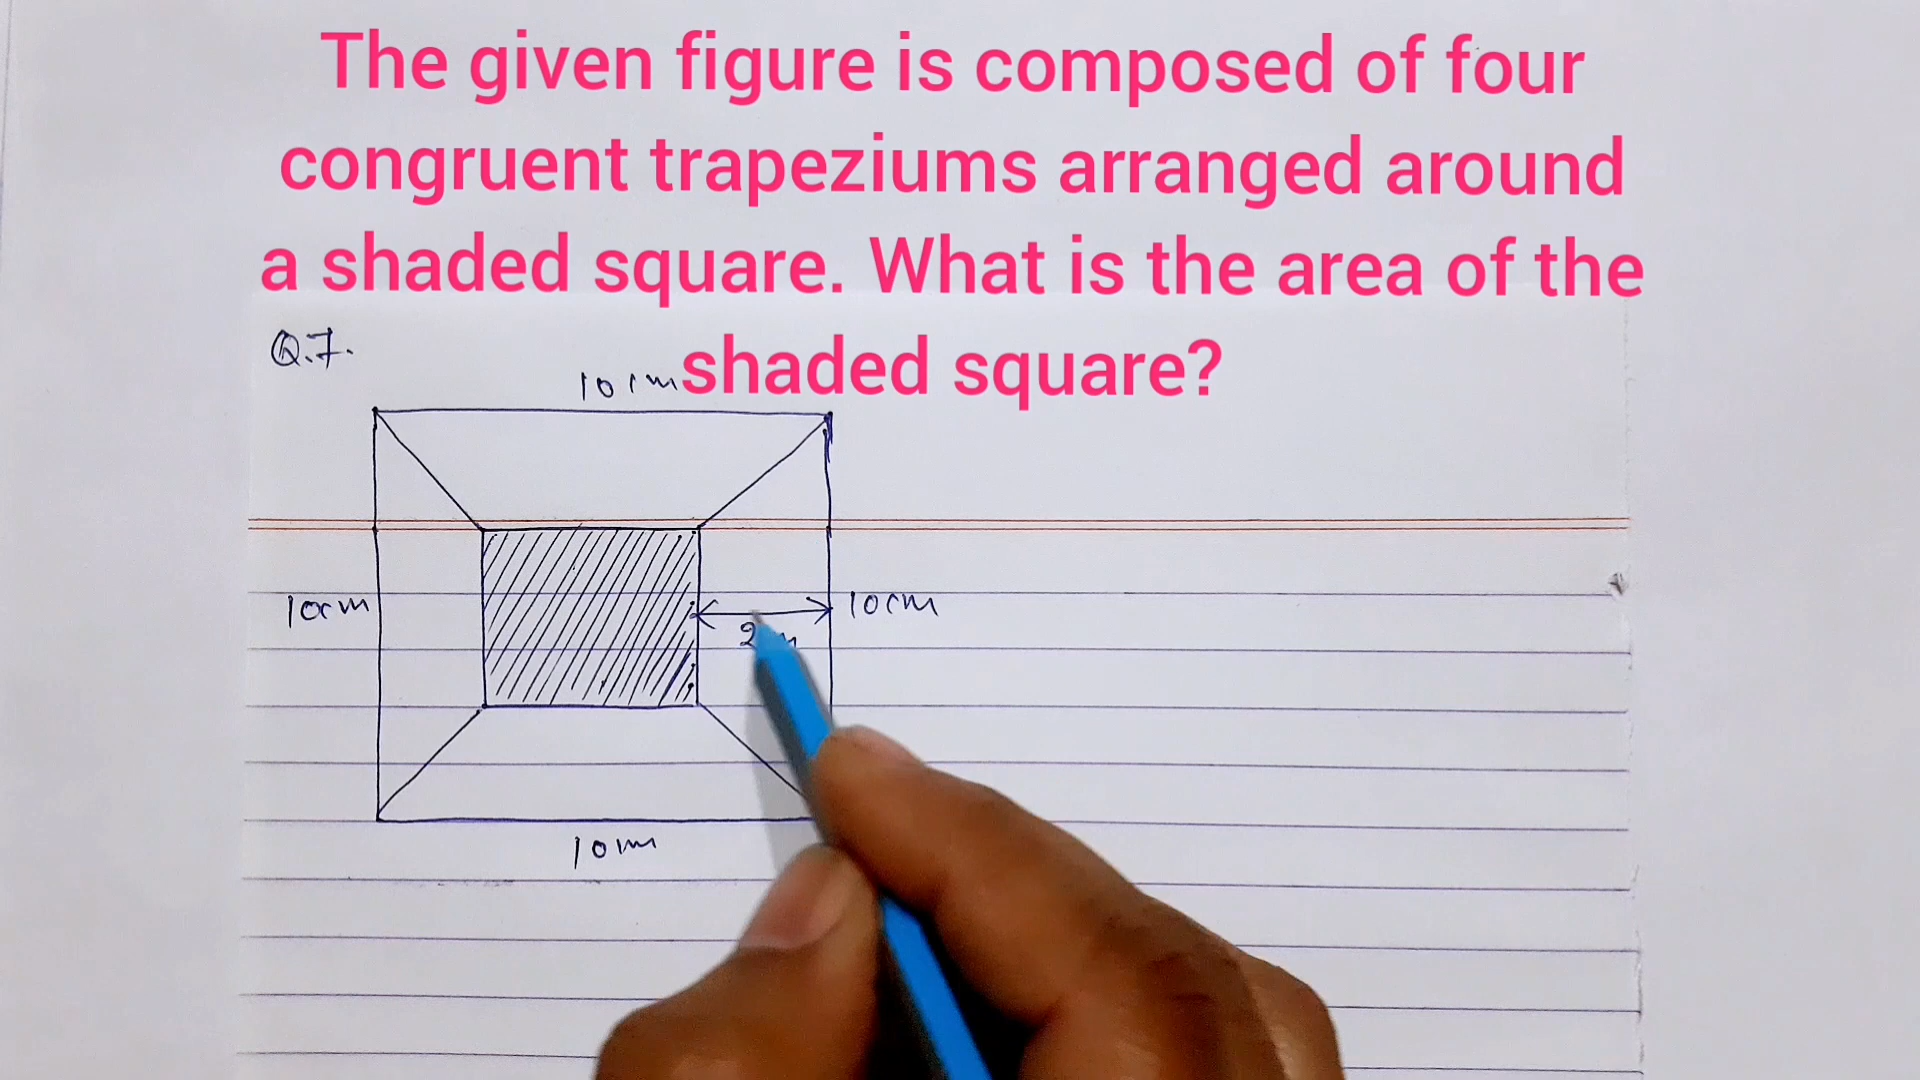 The given figure is composed of four
congruent trapeziums arranged around
a shaded square. What is the area of the
shaded square?
Q.7.
10cm
10cm
10cm
10cm